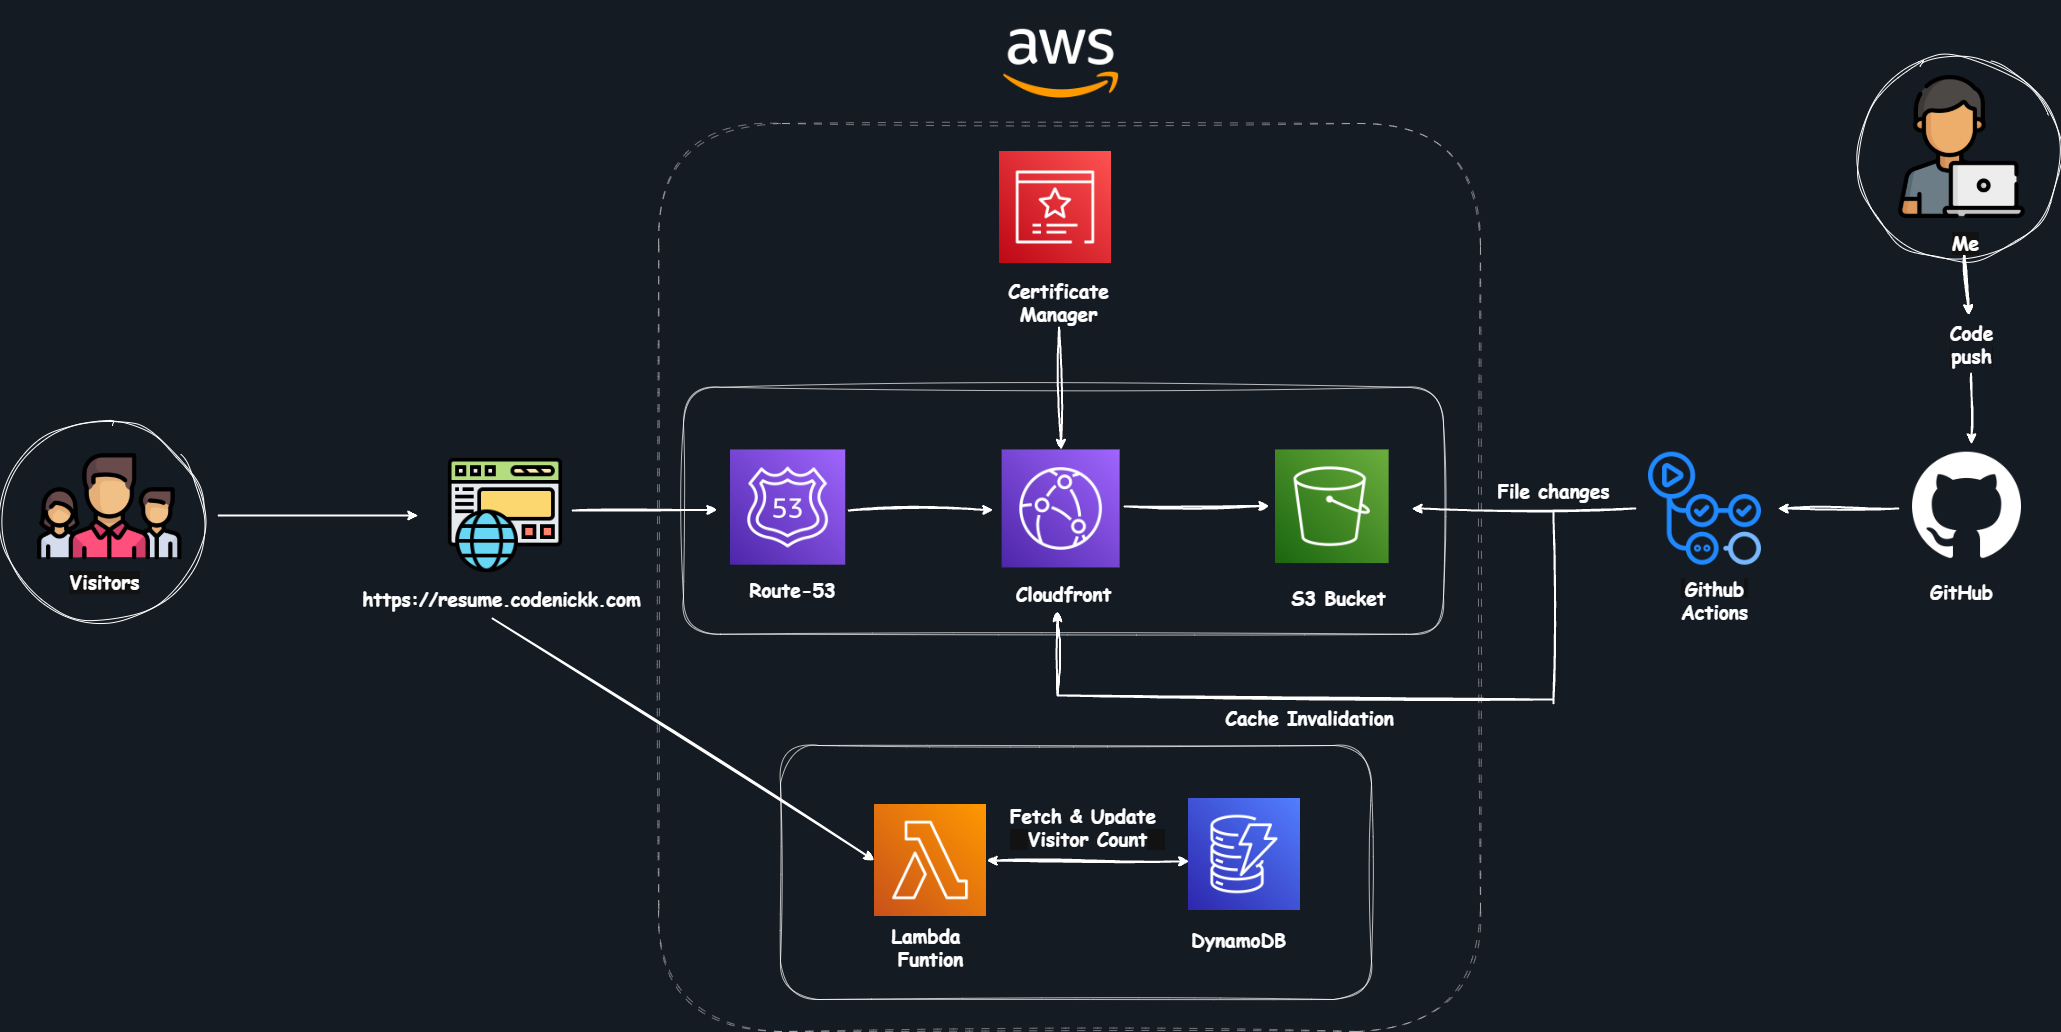 aws
Certificate
Manager
Me
Code
push
53
File changes
Visitors
https://resume.codenickk.com
Route-53
Cloudfront
S3 Bucket
Github
Actions
GitHub
Cache Invalidation
Fetch & Update
Visitor Count
Lambda
Funtion
DynamoDB